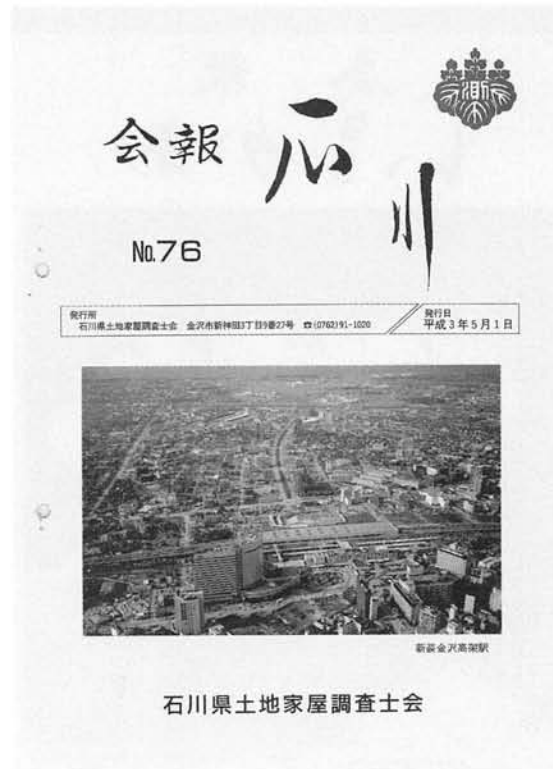 測
会報 石川
No.76
発行所
石川県土地家屋調査士会 金沢市新神田3丁目9番27号 ☎(0762)91-1020
発行日
平成3年5月1日
新装金沢高架駅
石川県土地家屋調査士会